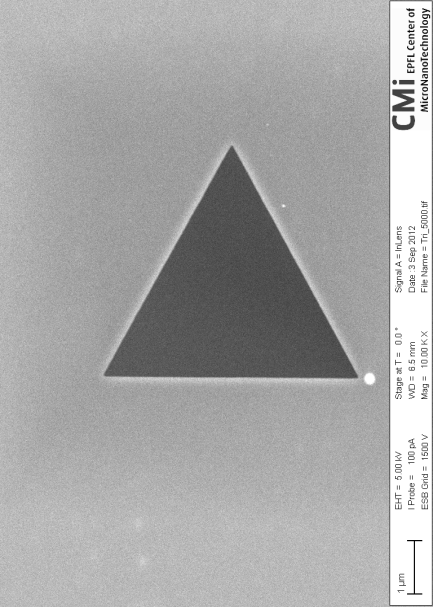 1 µm
EHT = 5.00 kV
I Probe = 100 pA
ESB Grid = 1500 V
Stage at T = 0.0 °
WD = 6.5 mm
Mag = 10.00 K X
Signal A = InLens
Date :3 Sep 2012
File Name = Tri_5000.tif
CMi EPFL Center of
MicroNanoTechnology